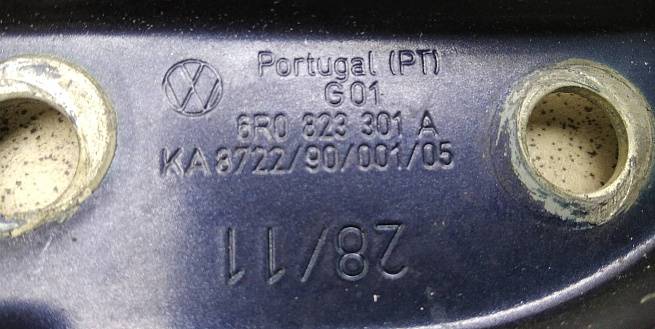 Portugal (PT)
G01
6R0 823 301 A
KA 8722/90/001/05
28/11